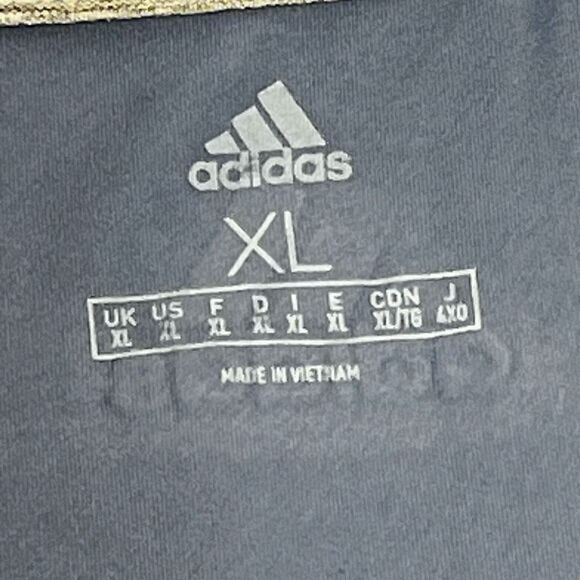 adidas
XL
UK US F D I E CDN J
XL XL XL XL XL XL XL/TG 4XO
MADE IN VIETNAM